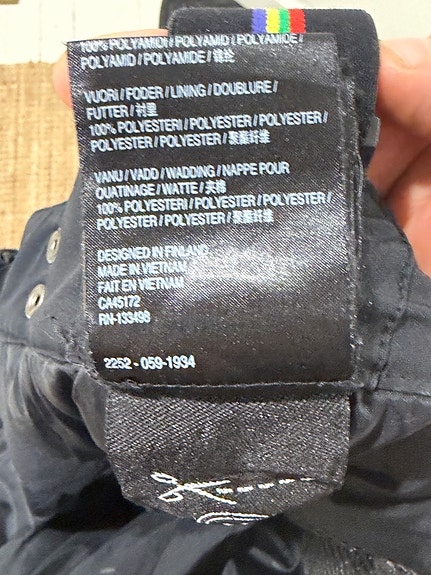 100% POLYAMIDI / POLYAMID / POLYAMIDE /
POLYAMID / POLYAMIDE / 锦纶
VUORI / FODER / LINING / DOUBLURE /
FUTTER / 衬里
100% POLYESTERI / POLYESTER / POLYESTER /
POLYESTER / POLYESTER / 聚酯纤维
VANU / VADD / WADDING / NAPPE POUR
OUATINAGE / WATTE / 夹棉
100% POLYESTERI / POLYESTER / POLYESTER /
POLYESTER / POLYESTER / 聚酯纤维
DESIGNED IN FINLAND
MADE IN VIETNAM
FAIT EN VIETNAM
CA45172
RN-133498
2252 - 059-1934